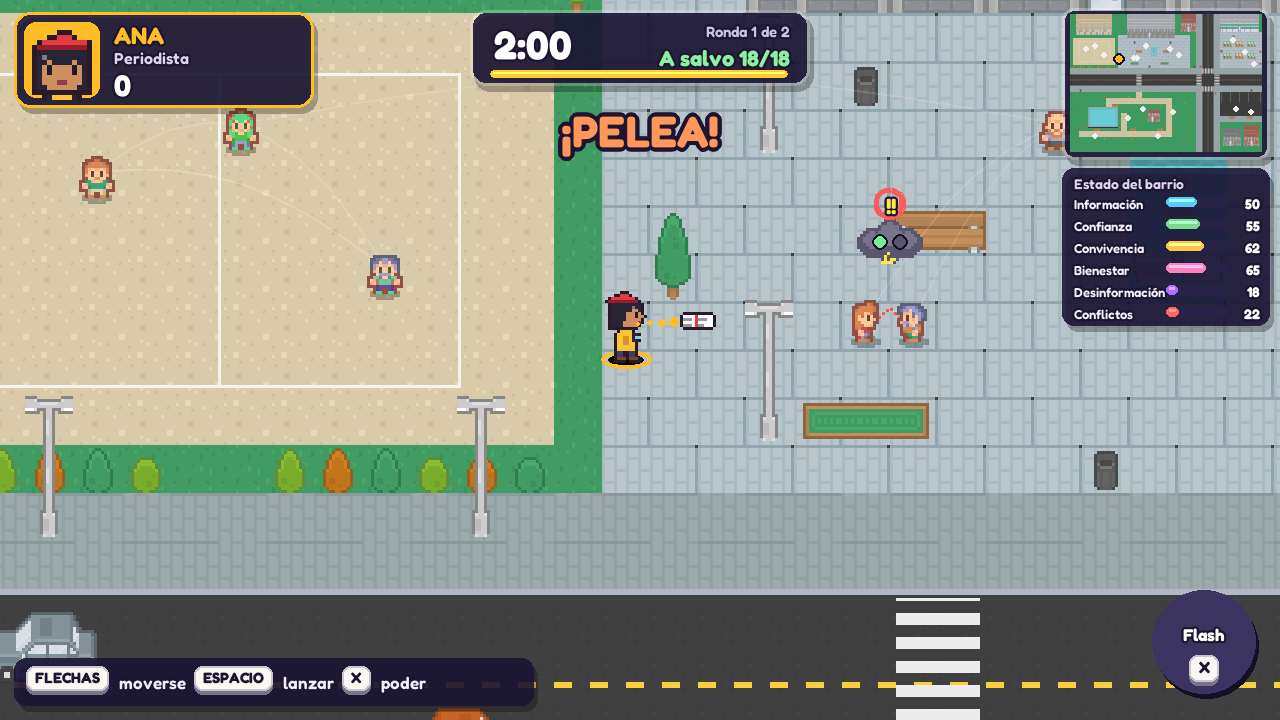 ANA
Periodista
0
2:00
Ronda 1 de 2
A salvo 18/18
¡PELEA!
!!
Estado del barrio
Información 50
Confianza 55
Convivencia 62
Bienestar 65
Desinformación 18
Conflictos 22
Flash
X
FLECHAS moverse ESPACIO lanzar X poder